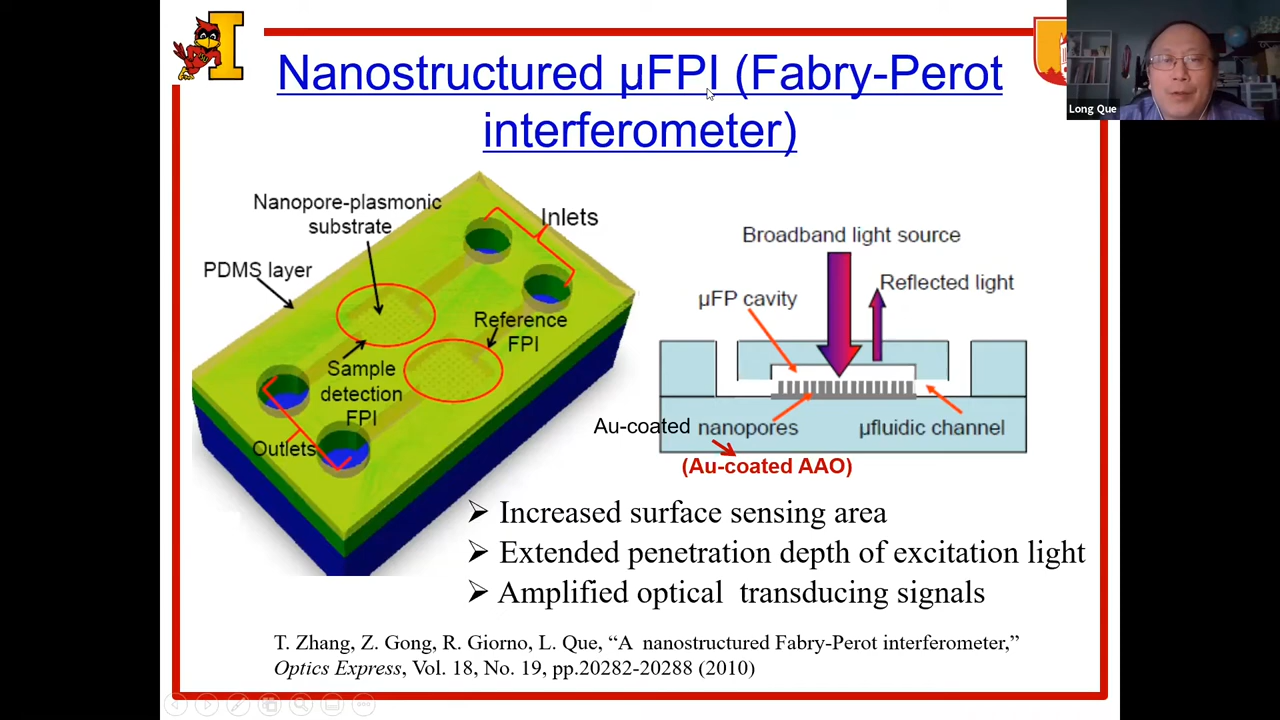 Nanostructured µFPI (Fabry-Perot
interferometer)
Long Que
Nanopore-plasmonic
substrate
PDMS layer
Inlets
Reference
FPI
Sample
detection
FPI
Outlets
Broadband light source
Reflected light
µFP cavity
Au-coated nanopores
µfluidic channel
(Au-coated AAO)
➢ Increased surface sensing area
➢ Extended penetration depth of excitation light
➢ Amplified optical transducing signals
T. Zhang, Z. Gong, R. Giorno, L. Que, “A nanostructured Fabry-Perot interferometer,”
Optics Express, Vol. 18, No. 19, pp.20282-20288 (2010)